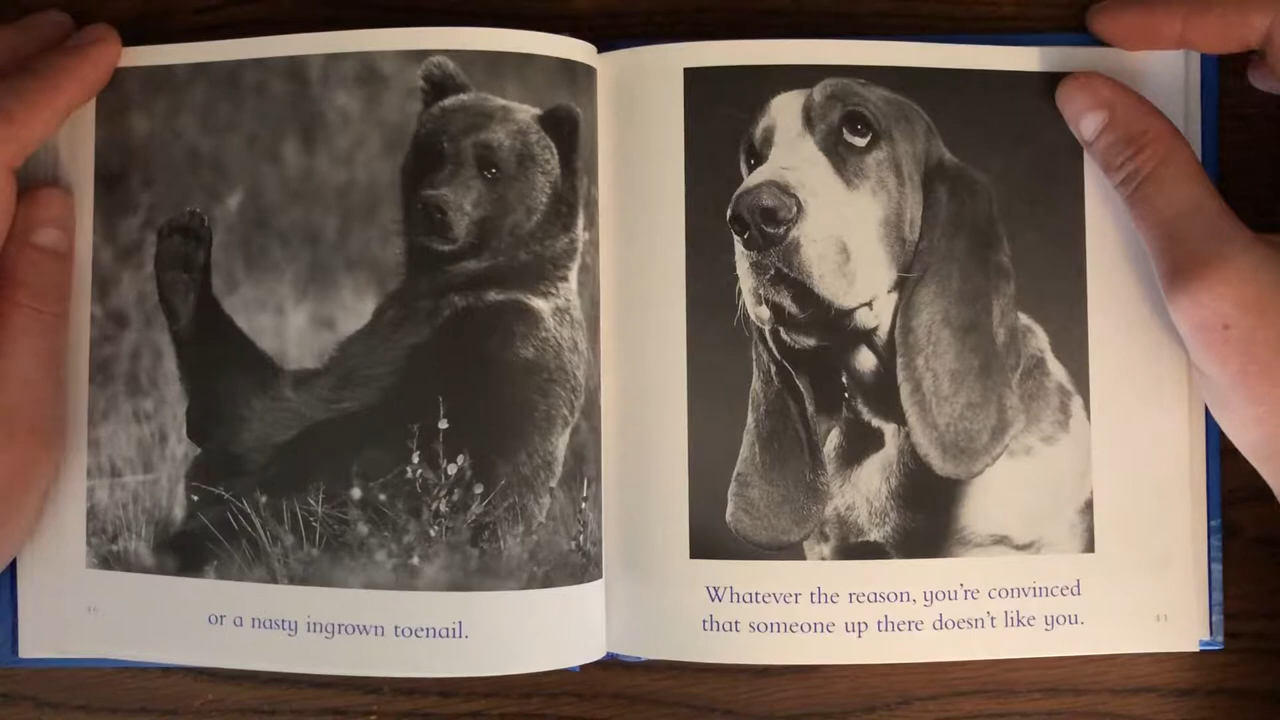 or a nasty ingrown toenail.
Whatever the reason, you're convinced
that someone up there doesn't like you.